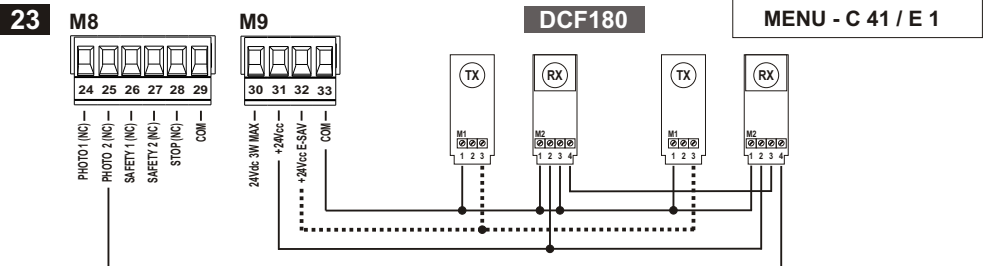 23 M8 M9 DCF180 MENU - C 41 / E 1
TX RX TX RX
24 25 26 27 28 29
30 31 32 33
M1 M2 M1 M2
1 2 3 1 2 3 4 1 2 3 1 2 3 4
PHOTO 1 (NC)
PHOTO 2 (NC)
SAFETY 1 (NC)
SAFETY 2 (NC)
STOP (NC)
COM
24Vdc 3W MAX
+24Vcc
+24Vcc E-SAV
COM